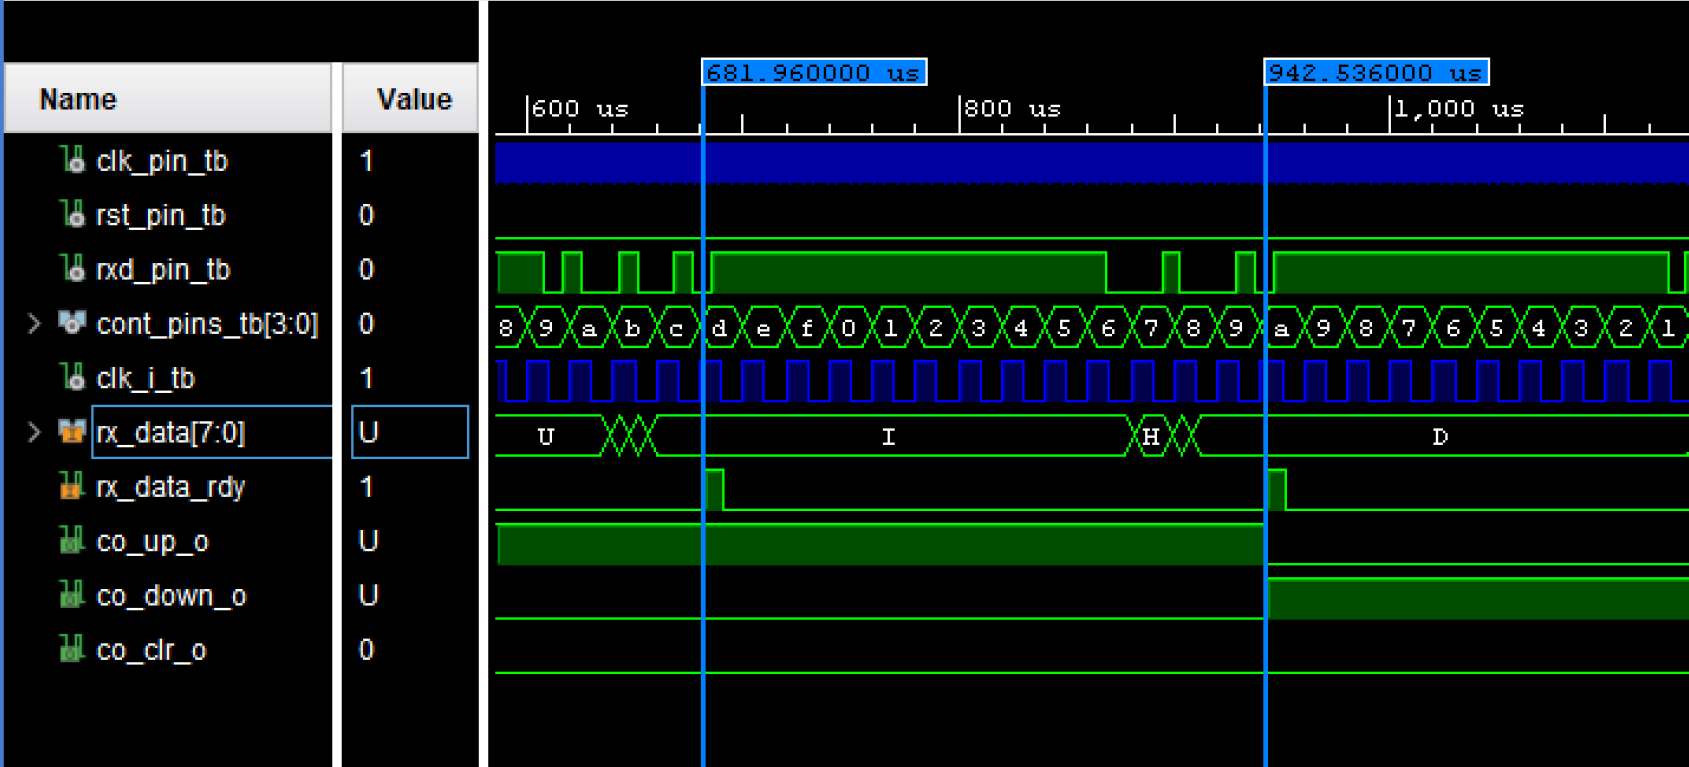 681.960000 us 942.536000 us
Name Value 600 us 800 us 1,000 us
clk_pin_tb 1
rst_pin_tb 0
rxd_pin_tb 0
cont_pins_tb[3:0] 0 8 9 a b c d e f 0 1 2 3 4 5 6 7 8 9 a 9 8 7 6 5 4 3 2 1
clk_i_tb 1
rx_data[7:0] U U I H D
rx_data_rdy 1
co_up_o U
co_down_o U
co_clr_o 0